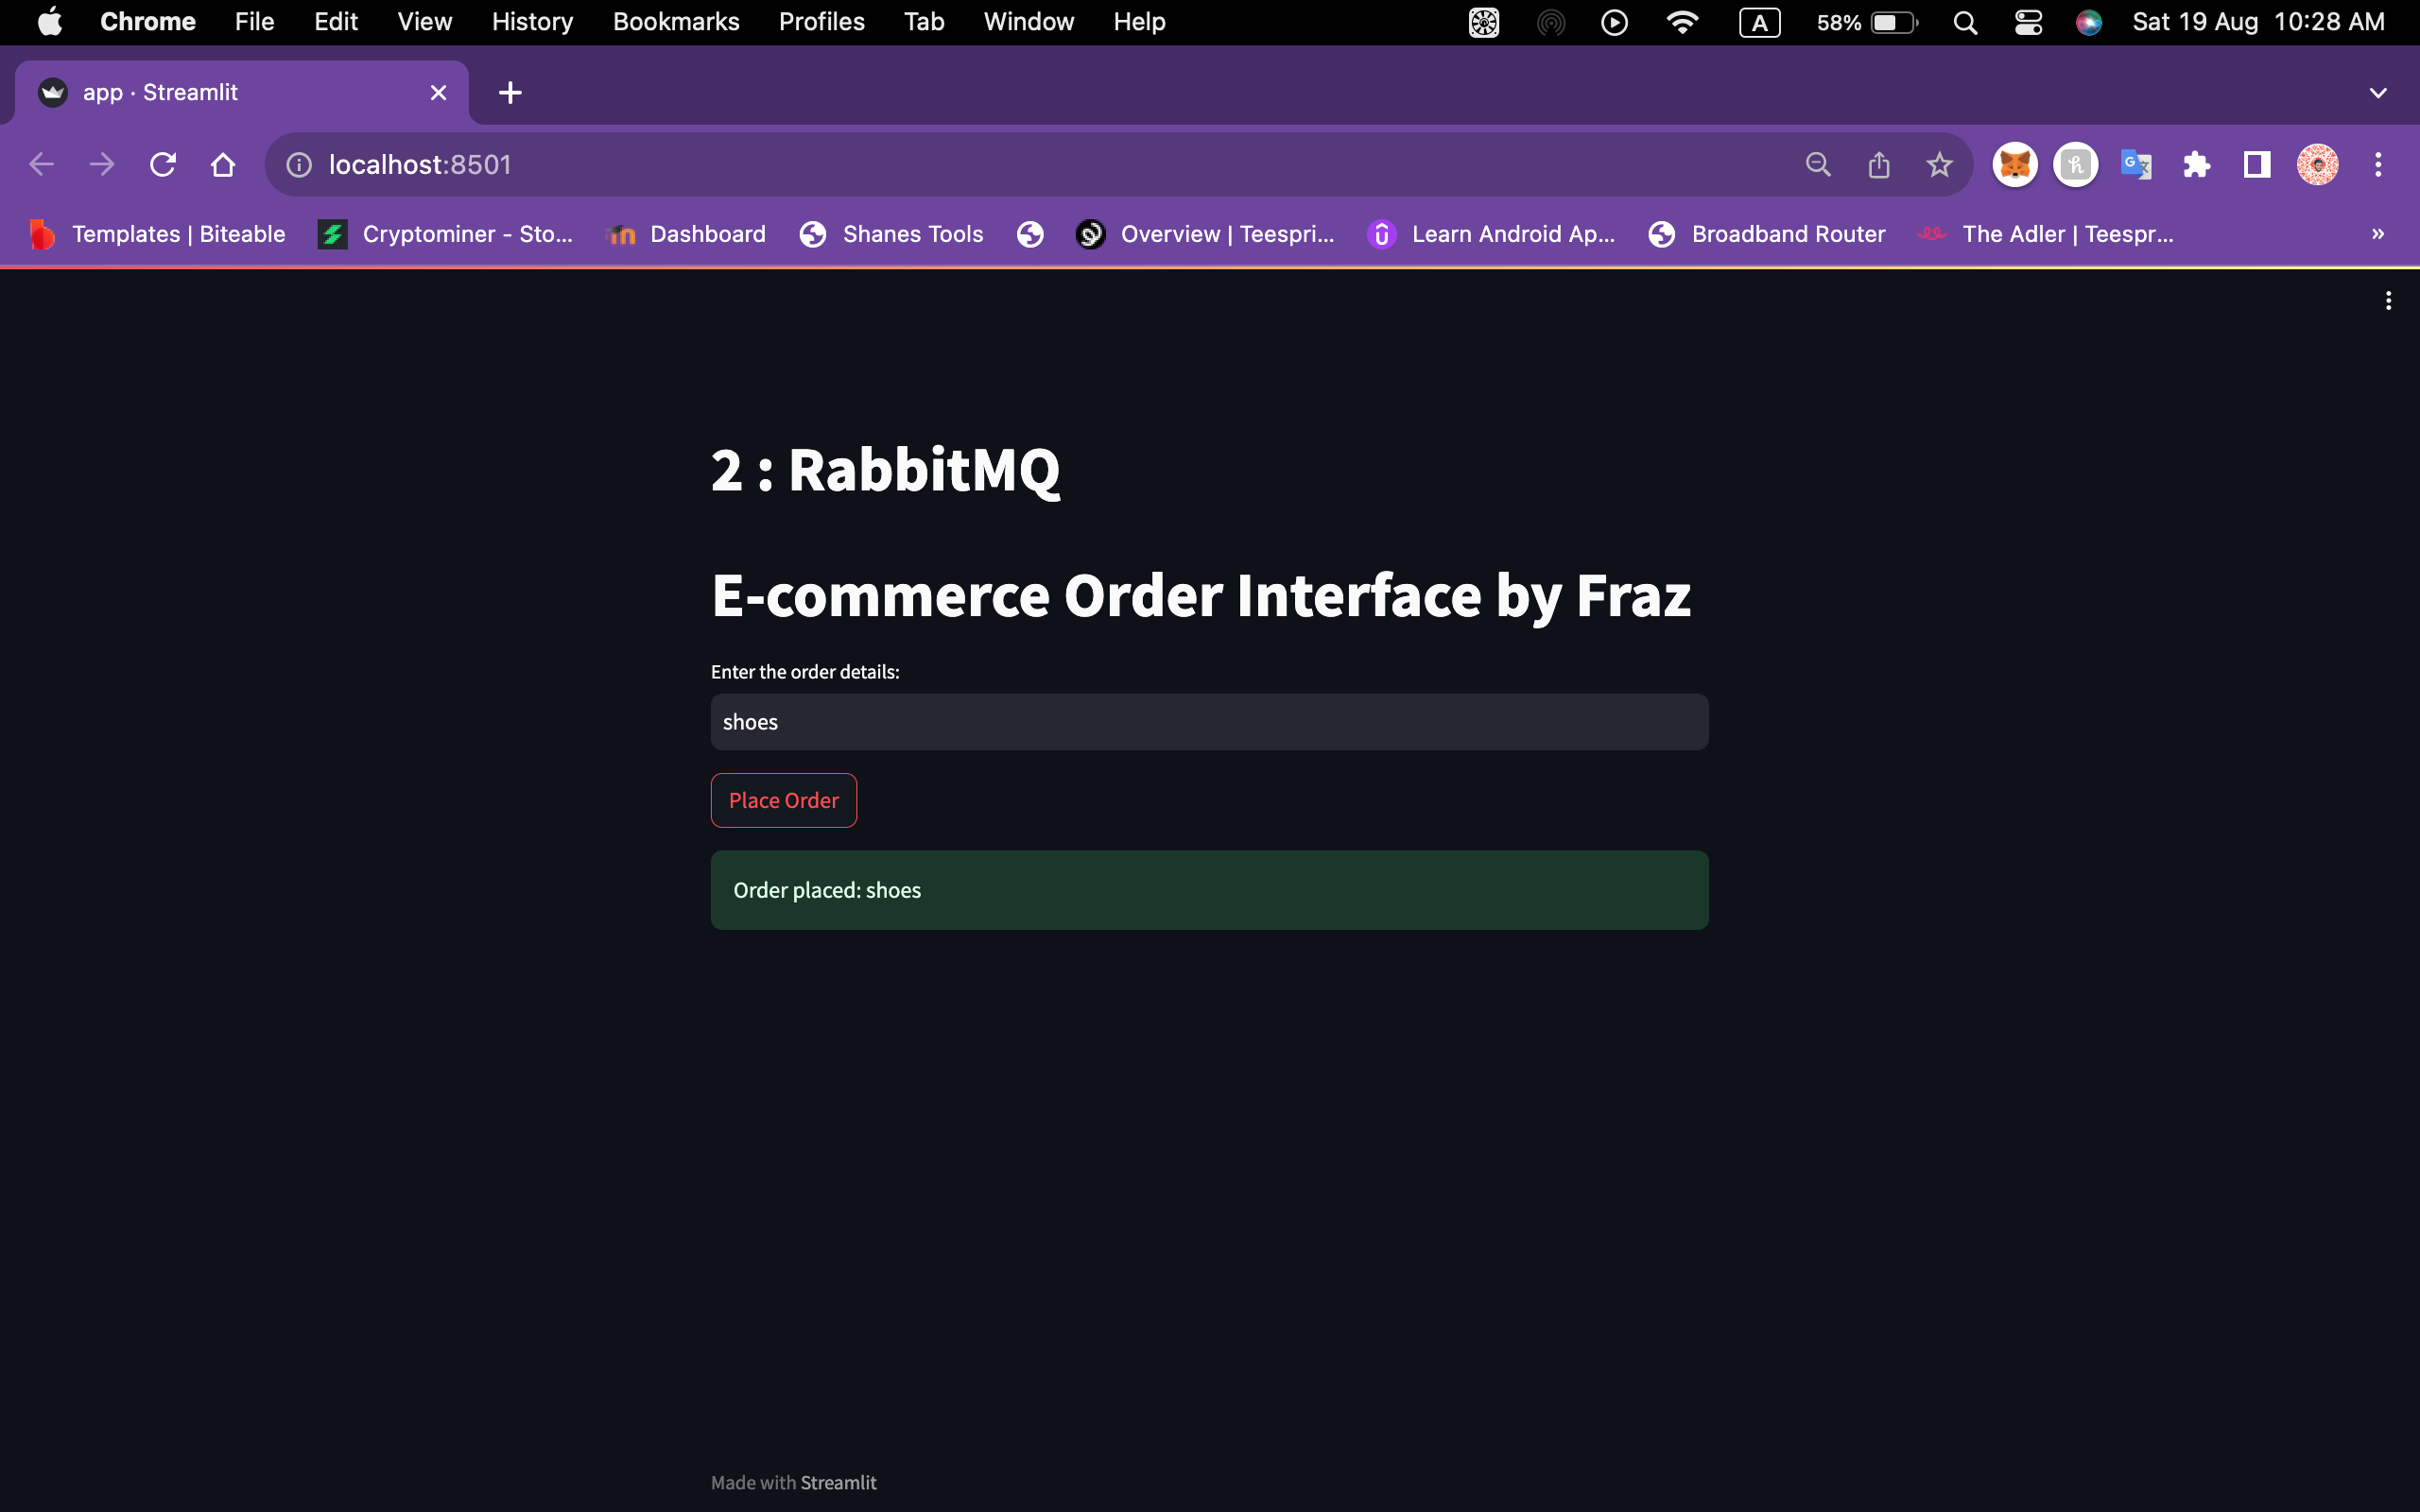 Chrome File Edit View History Bookmarks Profiles Tab Window Help A 58% Sat 19 Aug 10:28 AM
app · Streamlit
localhost:8501
Templates | Biteable Cryptominer - Sto... Dashboard Shanes Tools Overview | Teespri... Learn Android Ap... Broadband Router The Adler | Teespr... »
2 : RabbitMQ
E-commerce Order Interface by Fraz
Enter the order details:
shoes
Place Order
Order placed: shoes
Made with Streamlit